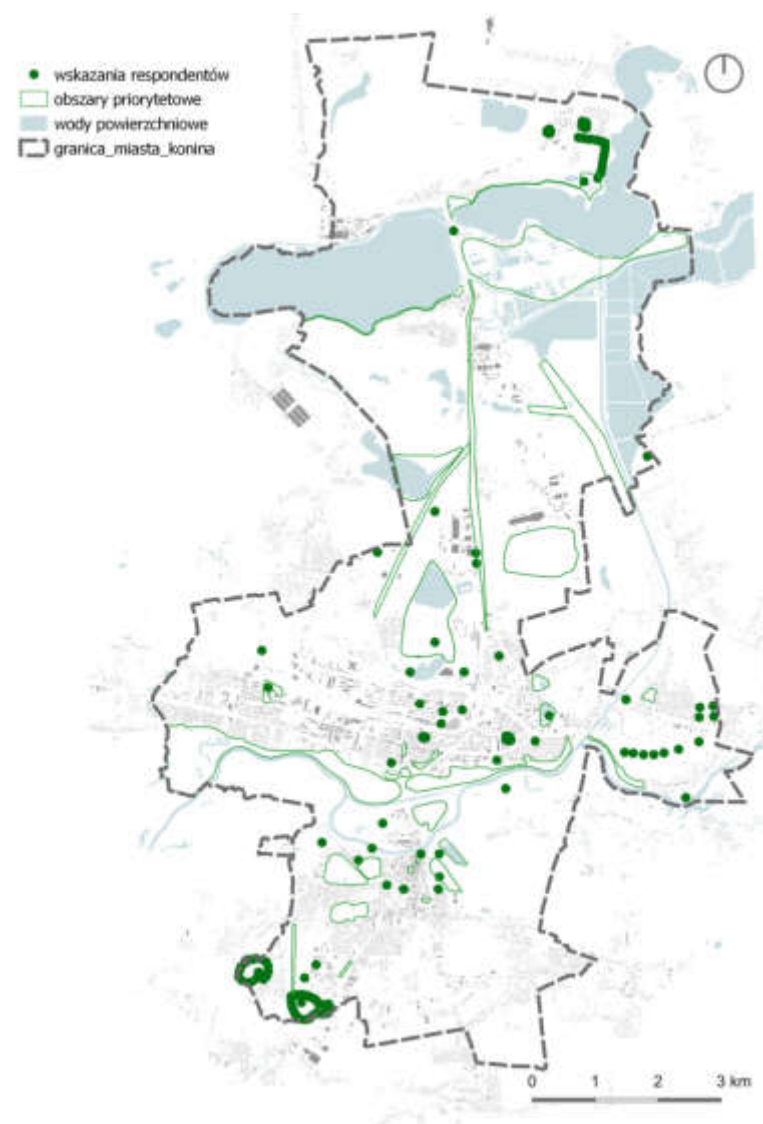 wskazania respondentów
obszary priorytetowe
wody powierzchniowe
granica_miasta_konina
0 1 2 3 km